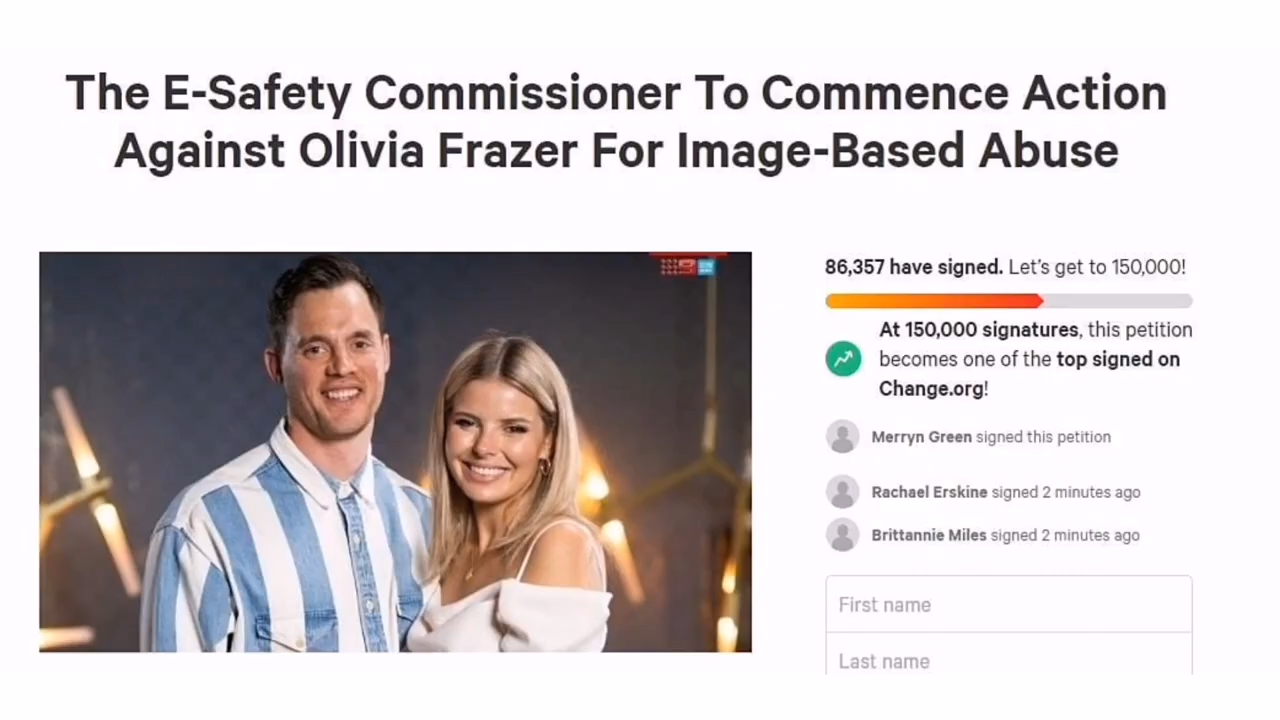 The E-Safety Commissioner To Commence Action
Against Olivia Frazer For Image-Based Abuse
86,357 have signed. Let's get to 150,000!
At 150,000 signatures, this petition
becomes one of the top signed on
Change.org!
Merryn Green signed this petition
Rachael Erskine signed 2 minutes ago
Brittannie Miles signed 2 minutes ago
First name
Last name